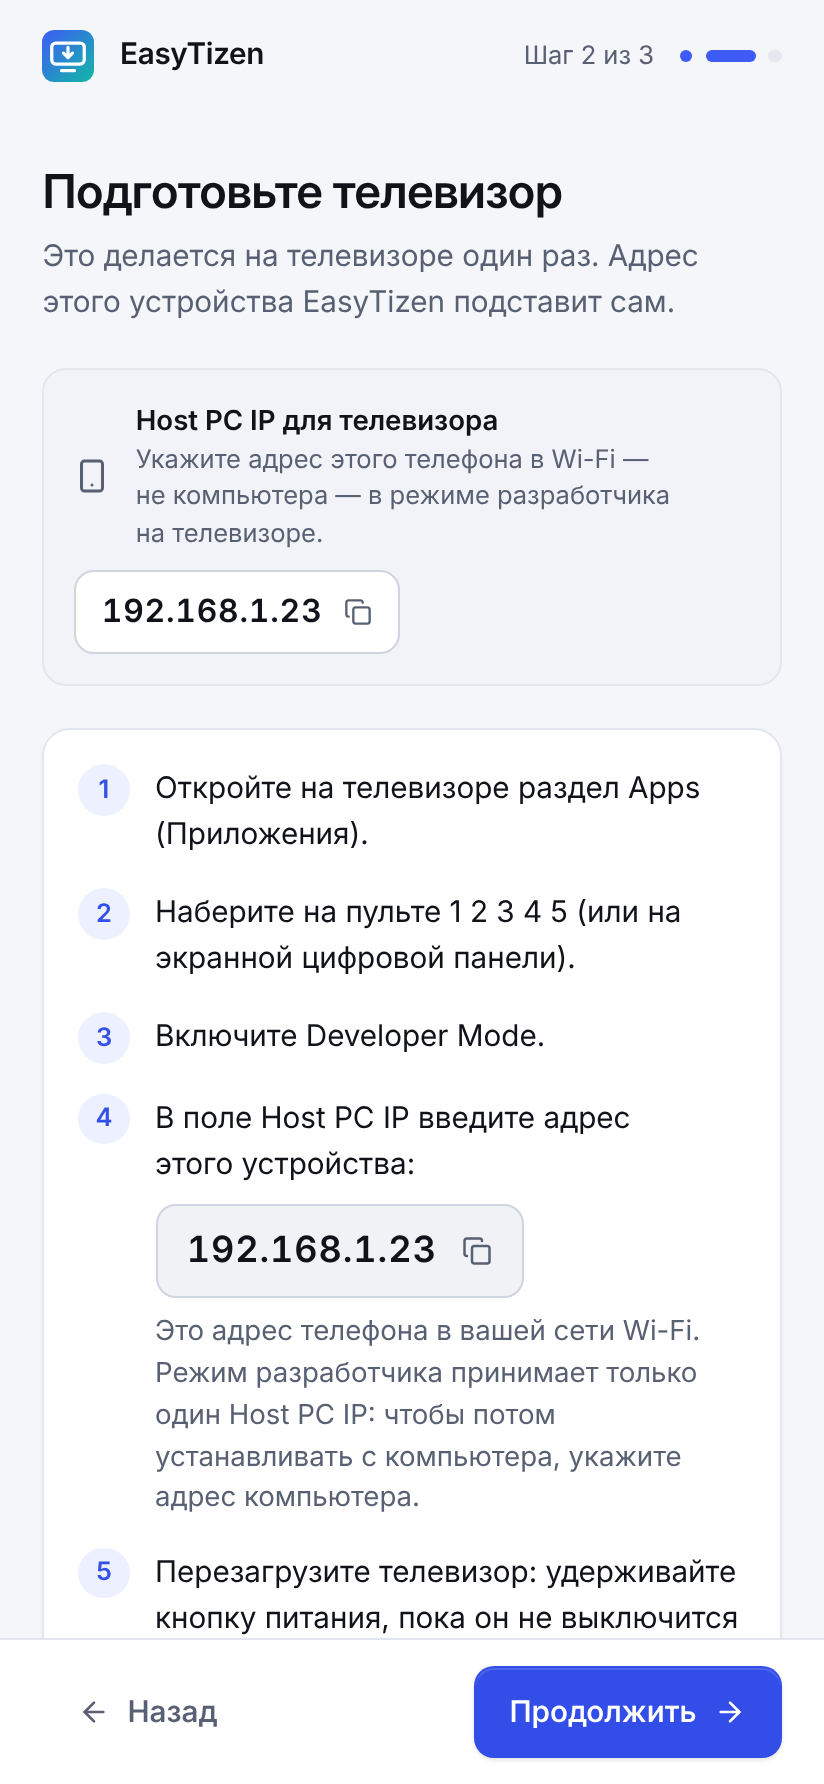 EasyTizen
Шаг 2 из 3
Подготовьте телевизор
Это делается на телевизоре один раз. Адрес
этого устройства EasyTizen подставит сам.
Host PC IP для телевизора
Укажите адрес этого телефона в Wi-Fi —
не компьютера — в режиме разработчика
на телевизоре.
192.168.1.23
1 Откройте на телевизоре раздел Apps
(Приложения).
2 Наберите на пульте 1 2 3 4 5 (или на
экранной цифровой панели).
3 Включите Developer Mode.
4 В поле Host PC IP введите адрес
этого устройства:
192.168.1.23
Это адрес телефона в вашей сети Wi-Fi.
Режим разработчика принимает только
один Host PC IP: чтобы потом
устанавливать с компьютера, укажите
адрес компьютера.
5 Перезагрузите телевизор: удерживайте
кнопку питания, пока он не выключится
Назад
Продолжить